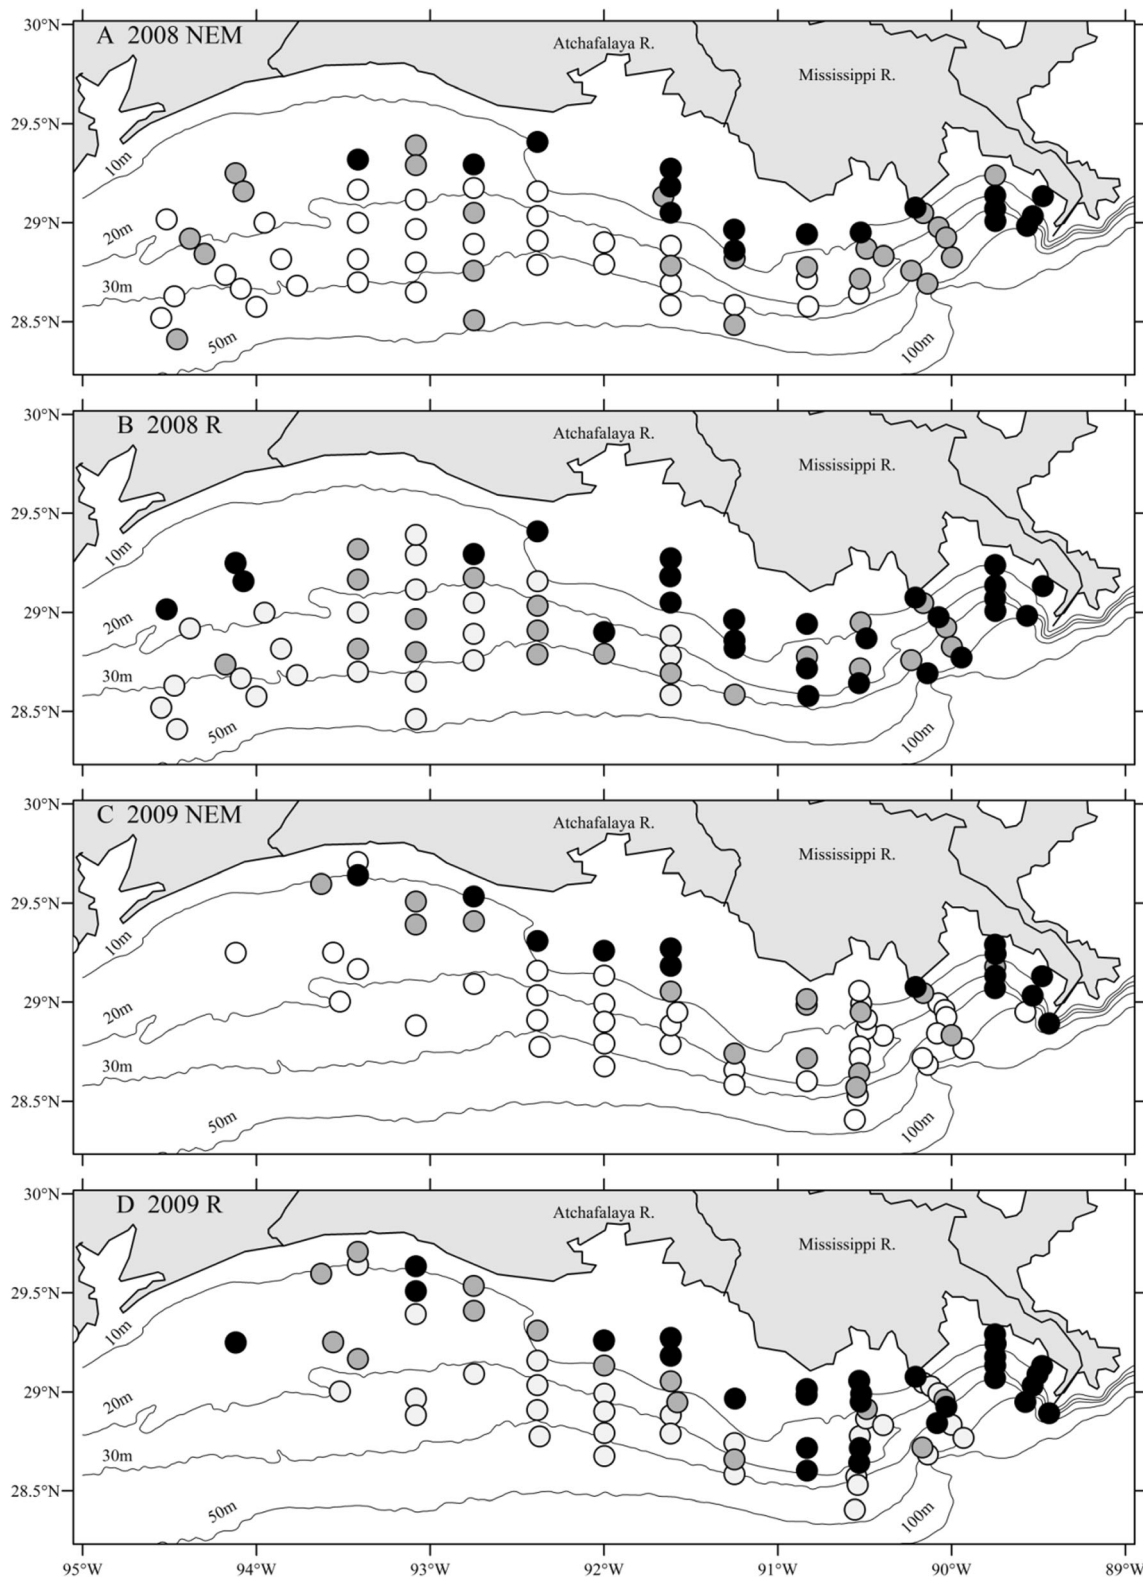 30°N
A 2008 NEM
Atchafalaya R.
Mississippi R.
29.5°N
10m
29°N
20m
30m
28.5°N
50m
100m
30°N
B 2008 R
Atchafalaya R.
Mississippi R.
29.5°N
10m
29°N
20m
30m
28.5°N
50m
100m
30°N
C 2009 NEM
Atchafalaya R.
Mississippi R.
29.5°N
10m
29°N
20m
30m
28.5°N
50m
100m
30°N
D 2009 R
Atchafalaya R.
Mississippi R.
29.5°N
10m
29°N
20m
30m
28.5°N
50m
100m
95°W 94°W 93°W 92°W 91°W 90°W 89°W